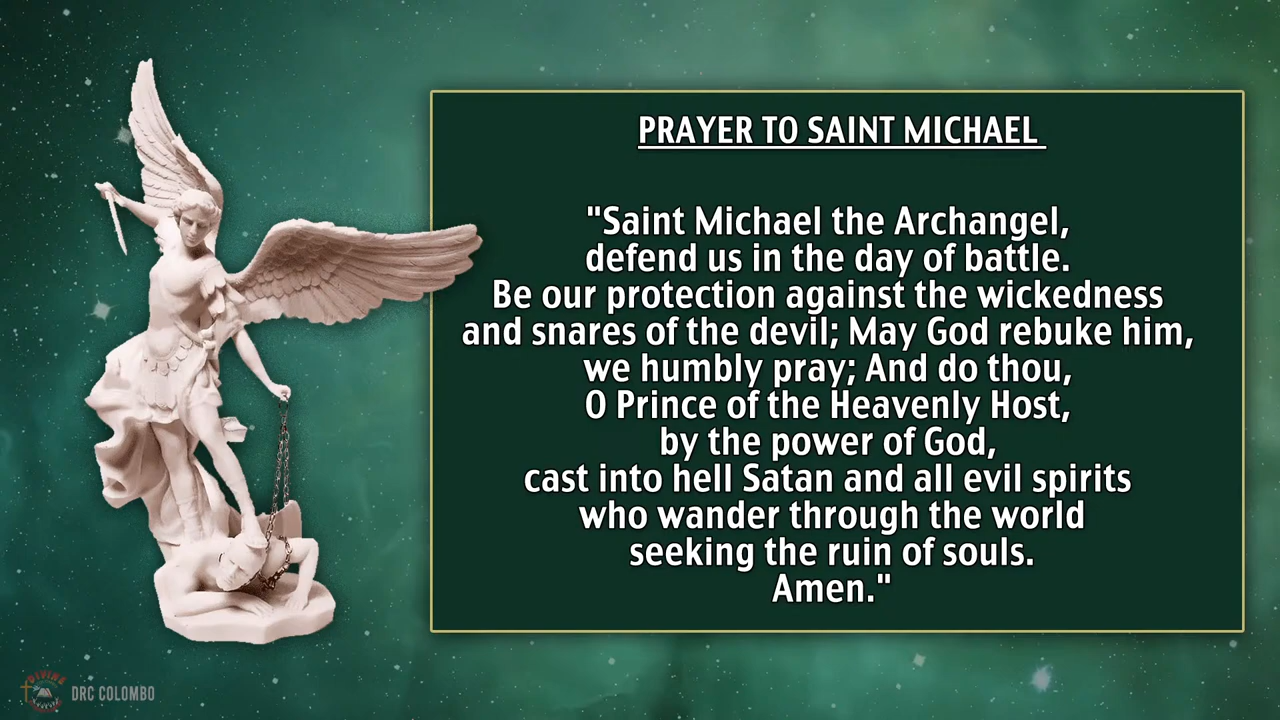 PRAYER TO SAINT MICHAEL
"Saint Michael the Archangel,
defend us in the day of battle.
Be our protection against the wickedness
and snares of the devil; May God rebuke him,
we humbly pray; And do thou,
O Prince of the Heavenly Host,
by the power of God,
cast into hell Satan and all evil spirits
who wander through the world
seeking the ruin of souls.
Amen."
DIVINE
DRC COLOMBO